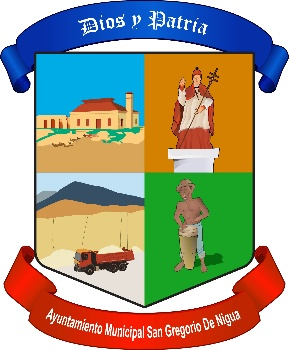 Dios y Patria
Ayuntamiento Municipal San Gregorio De Nigua